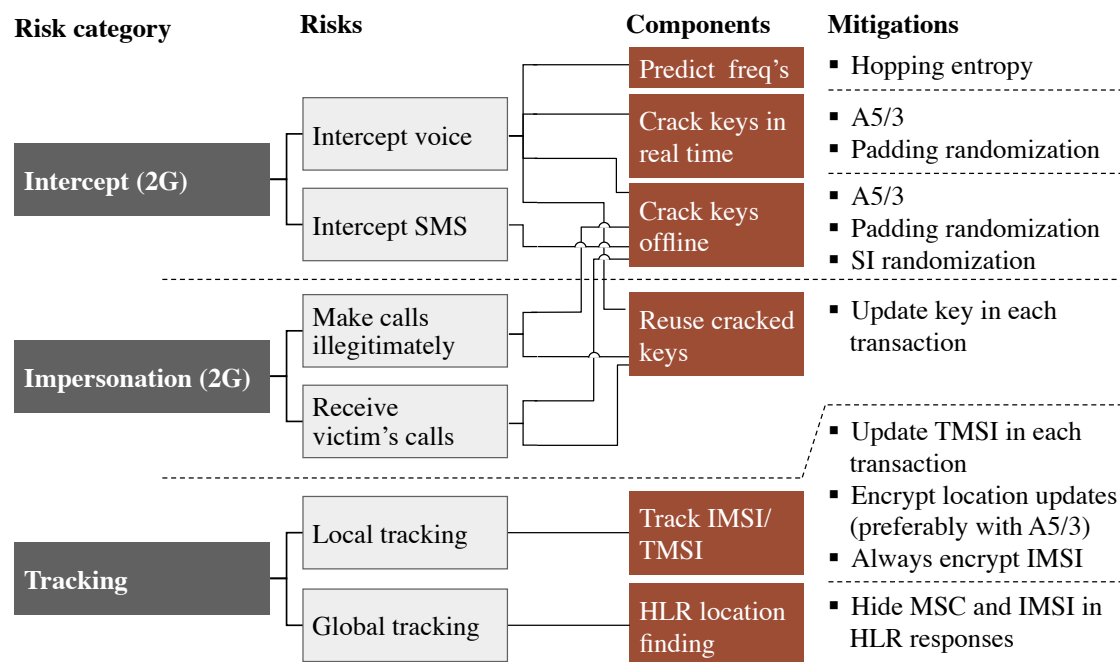 Risk category
Risks
Components
Mitigations
Intercept (2G)
Intercept voice
Intercept SMS
Predict  freq's
▪ Hopping entropy
Crack keys in
real time
▪ A5/3
▪ Padding randomization
Crack keys
offline
▪ A5/3
▪ Padding randomization
▪ SI randomization
Impersonation (2G)
Make calls
illegitimately
Receive
victim's calls
Reuse cracked
keys
▪ Update key in each
transaction
Tracking
Local tracking
Track IMSI/
TMSI
▪ Update TMSI in each
transaction
▪ Encrypt location updates
(preferably with A5/3)
▪ Always encrypt IMSI
Global tracking
HLR location
finding
▪ Hide MSC and IMSI in
HLR responses